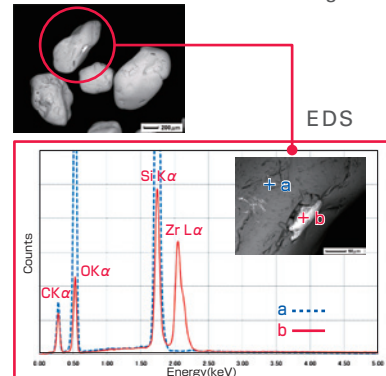 200μm
EDS
Si Kα
Zr Lα
OKα
CKα
a
b
a
b
Counts
0.00 0.50 1.00 1.50 2.00 2.50 3.00 3.50 4.00 4.50 5.00
Energy(keV)